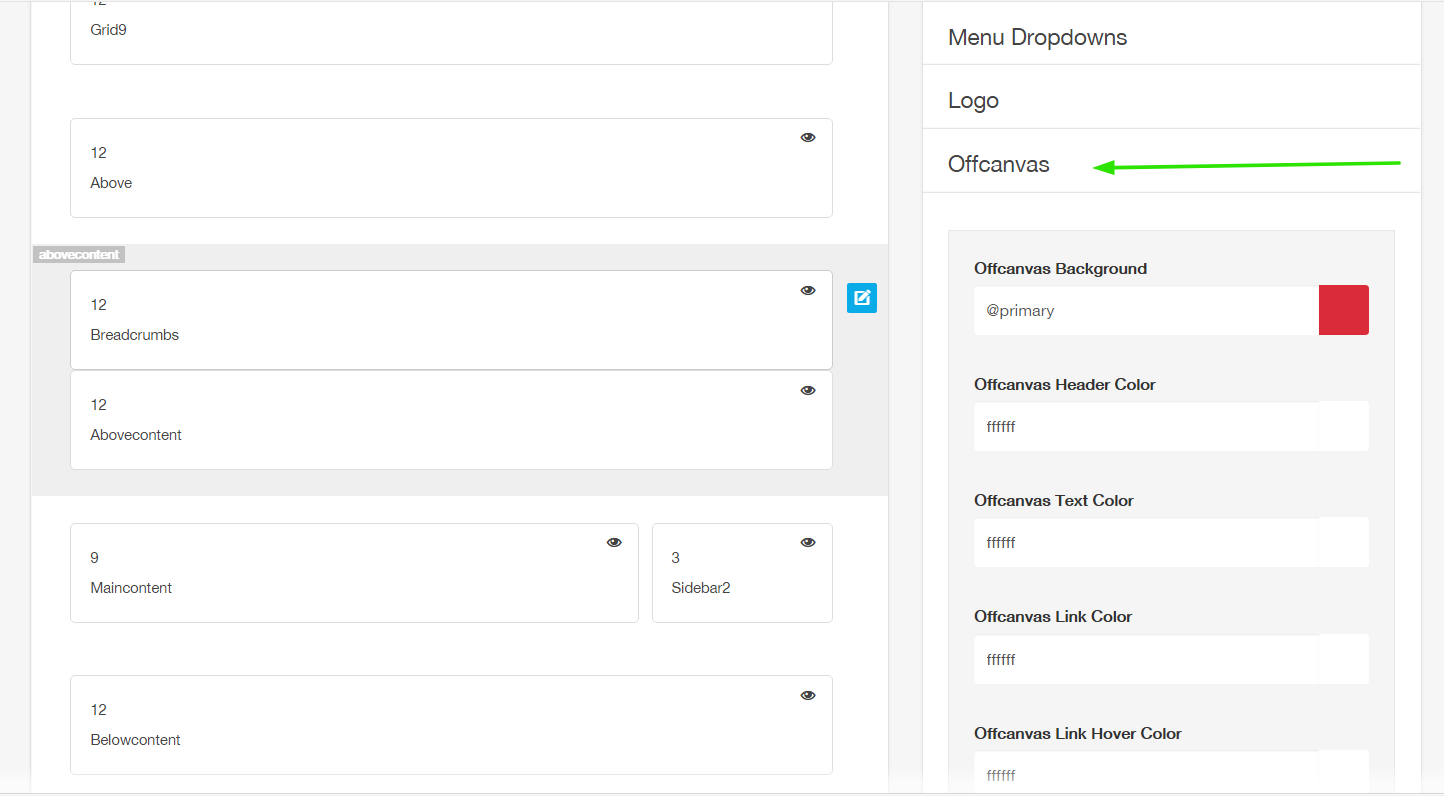 12
Grid9
12
Above
abovecontent
12
Breadcrumbs
12
Abovecontent
9
Maincontent
3
Sidebar2
12
Belowcontent
Menu Dropdowns
Logo
Offcanvas
Offcanvas Background
@primary
Offcanvas Header Color
ffffff
Offcanvas Text Color
ffffff
Offcanvas Link Color
ffffff
Offcanvas Link Hover Color
ffffff